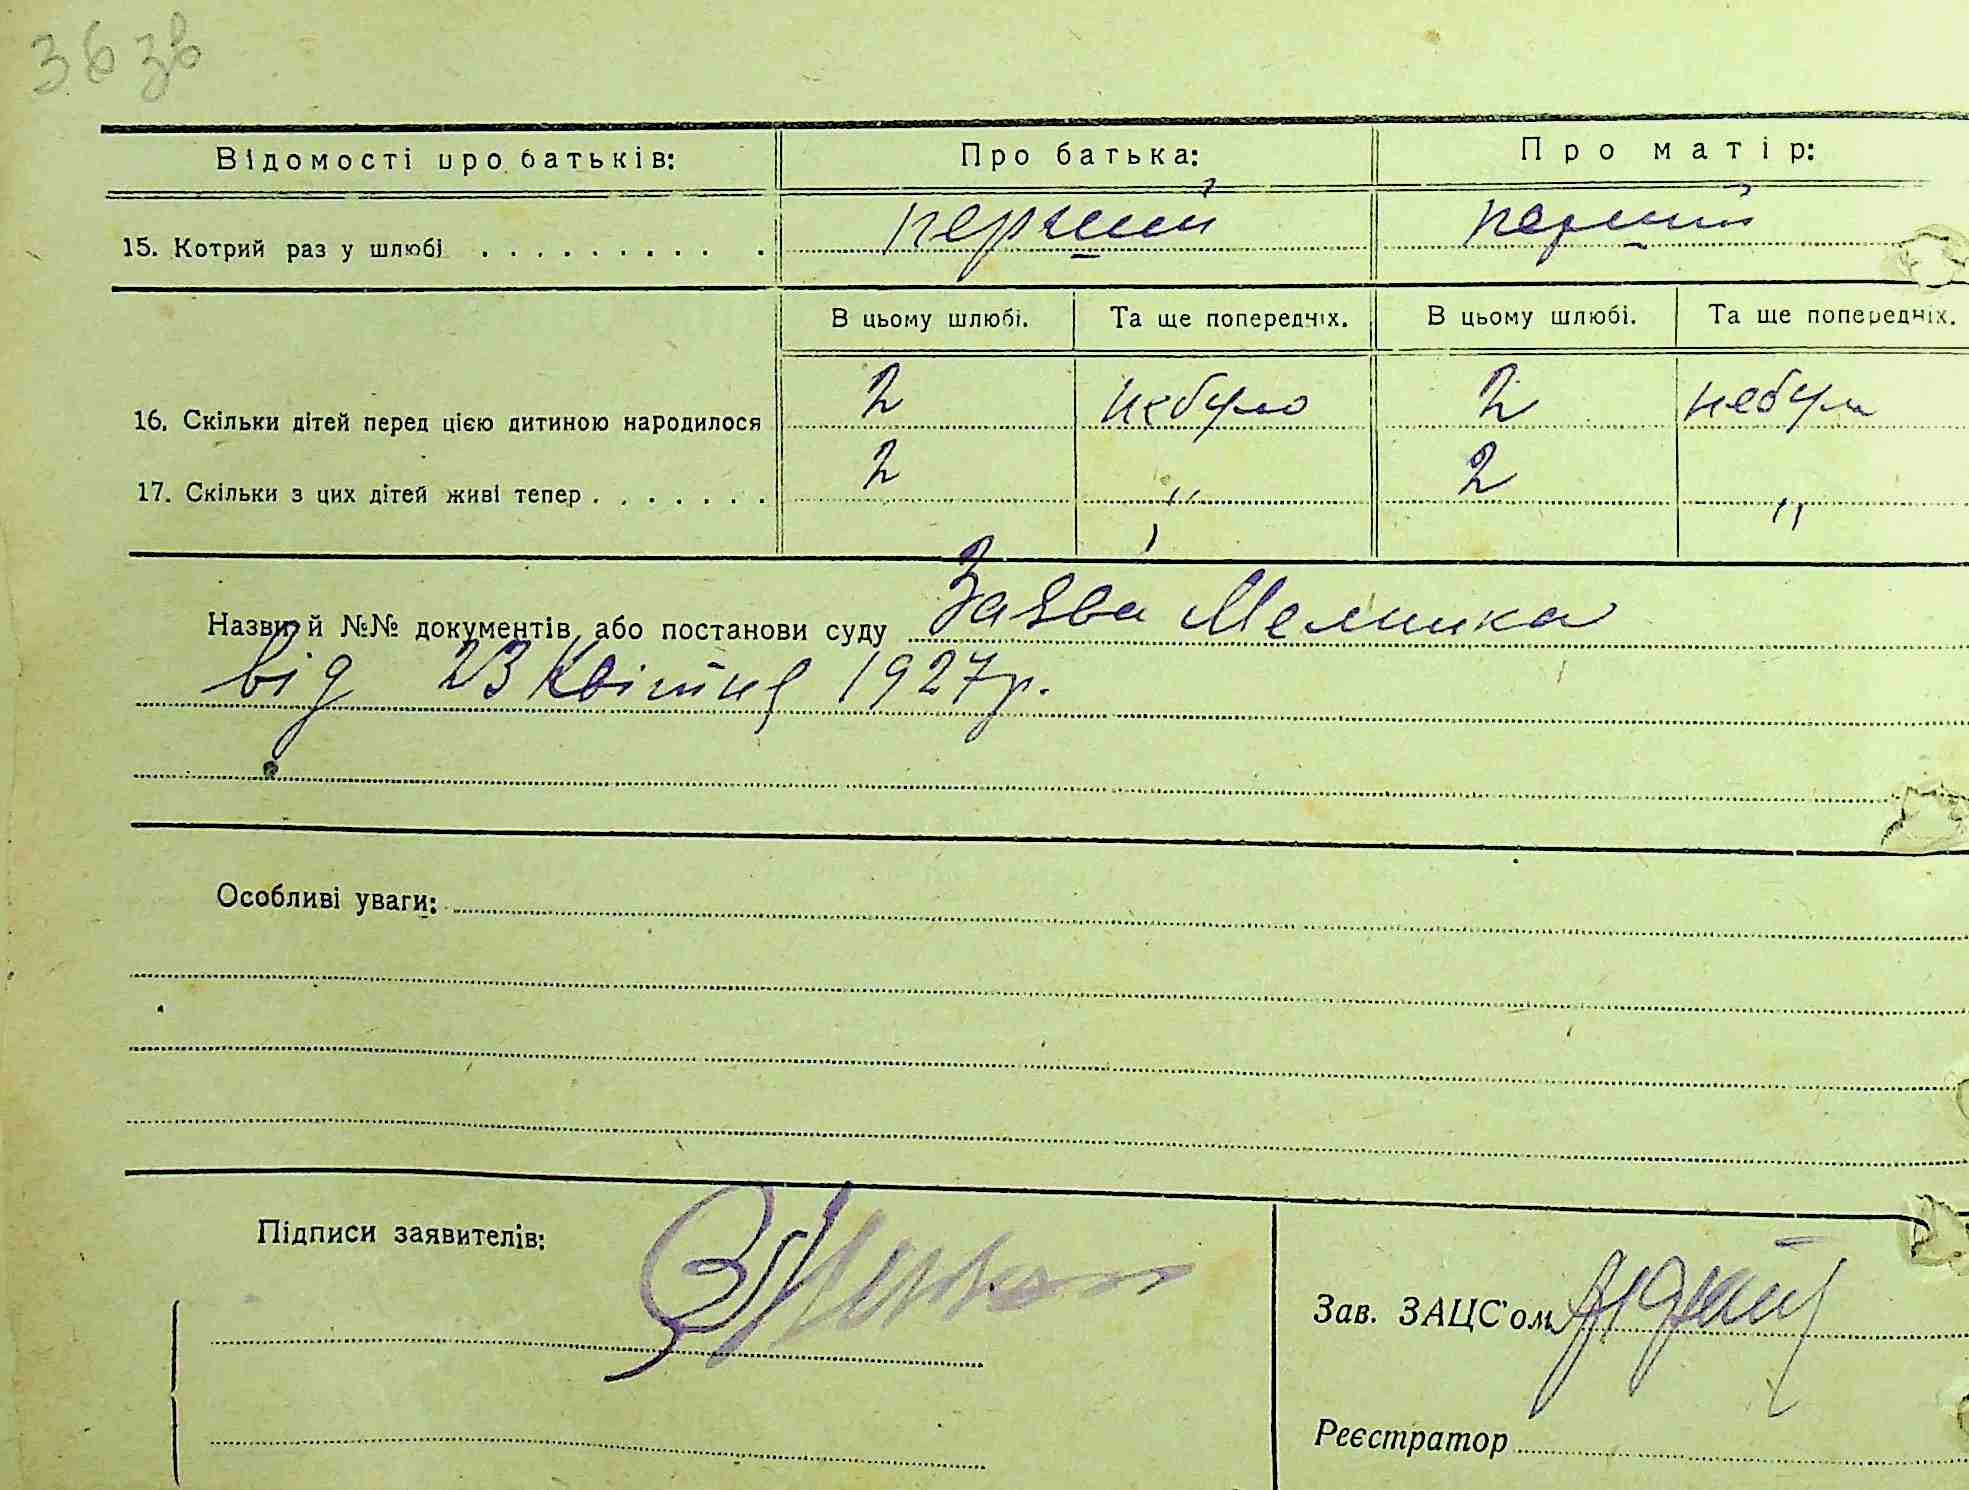 36 зв
Відомості про батьків: Про батька: Про матір:
15. Котрий раз у шлюбі . . . . . . . . . . . перший перший
В цьому шлюбі. Та ще попередніх. В цьому шлюбі. Та ще попередніх.
16. Скільки дітей перед цією дитиною народилося 2 небуло 2 небуло
17. Скільки з цих дітей живі тепер . . . . . . . 2 " 2 "
Назви й №№ документів або постанови суду Заява Мельника
від 23 Квітня 1927 р.
Особливі уваги:
Підписи заявителів:
Зав. ЗАЦС'ом
Реєстратор